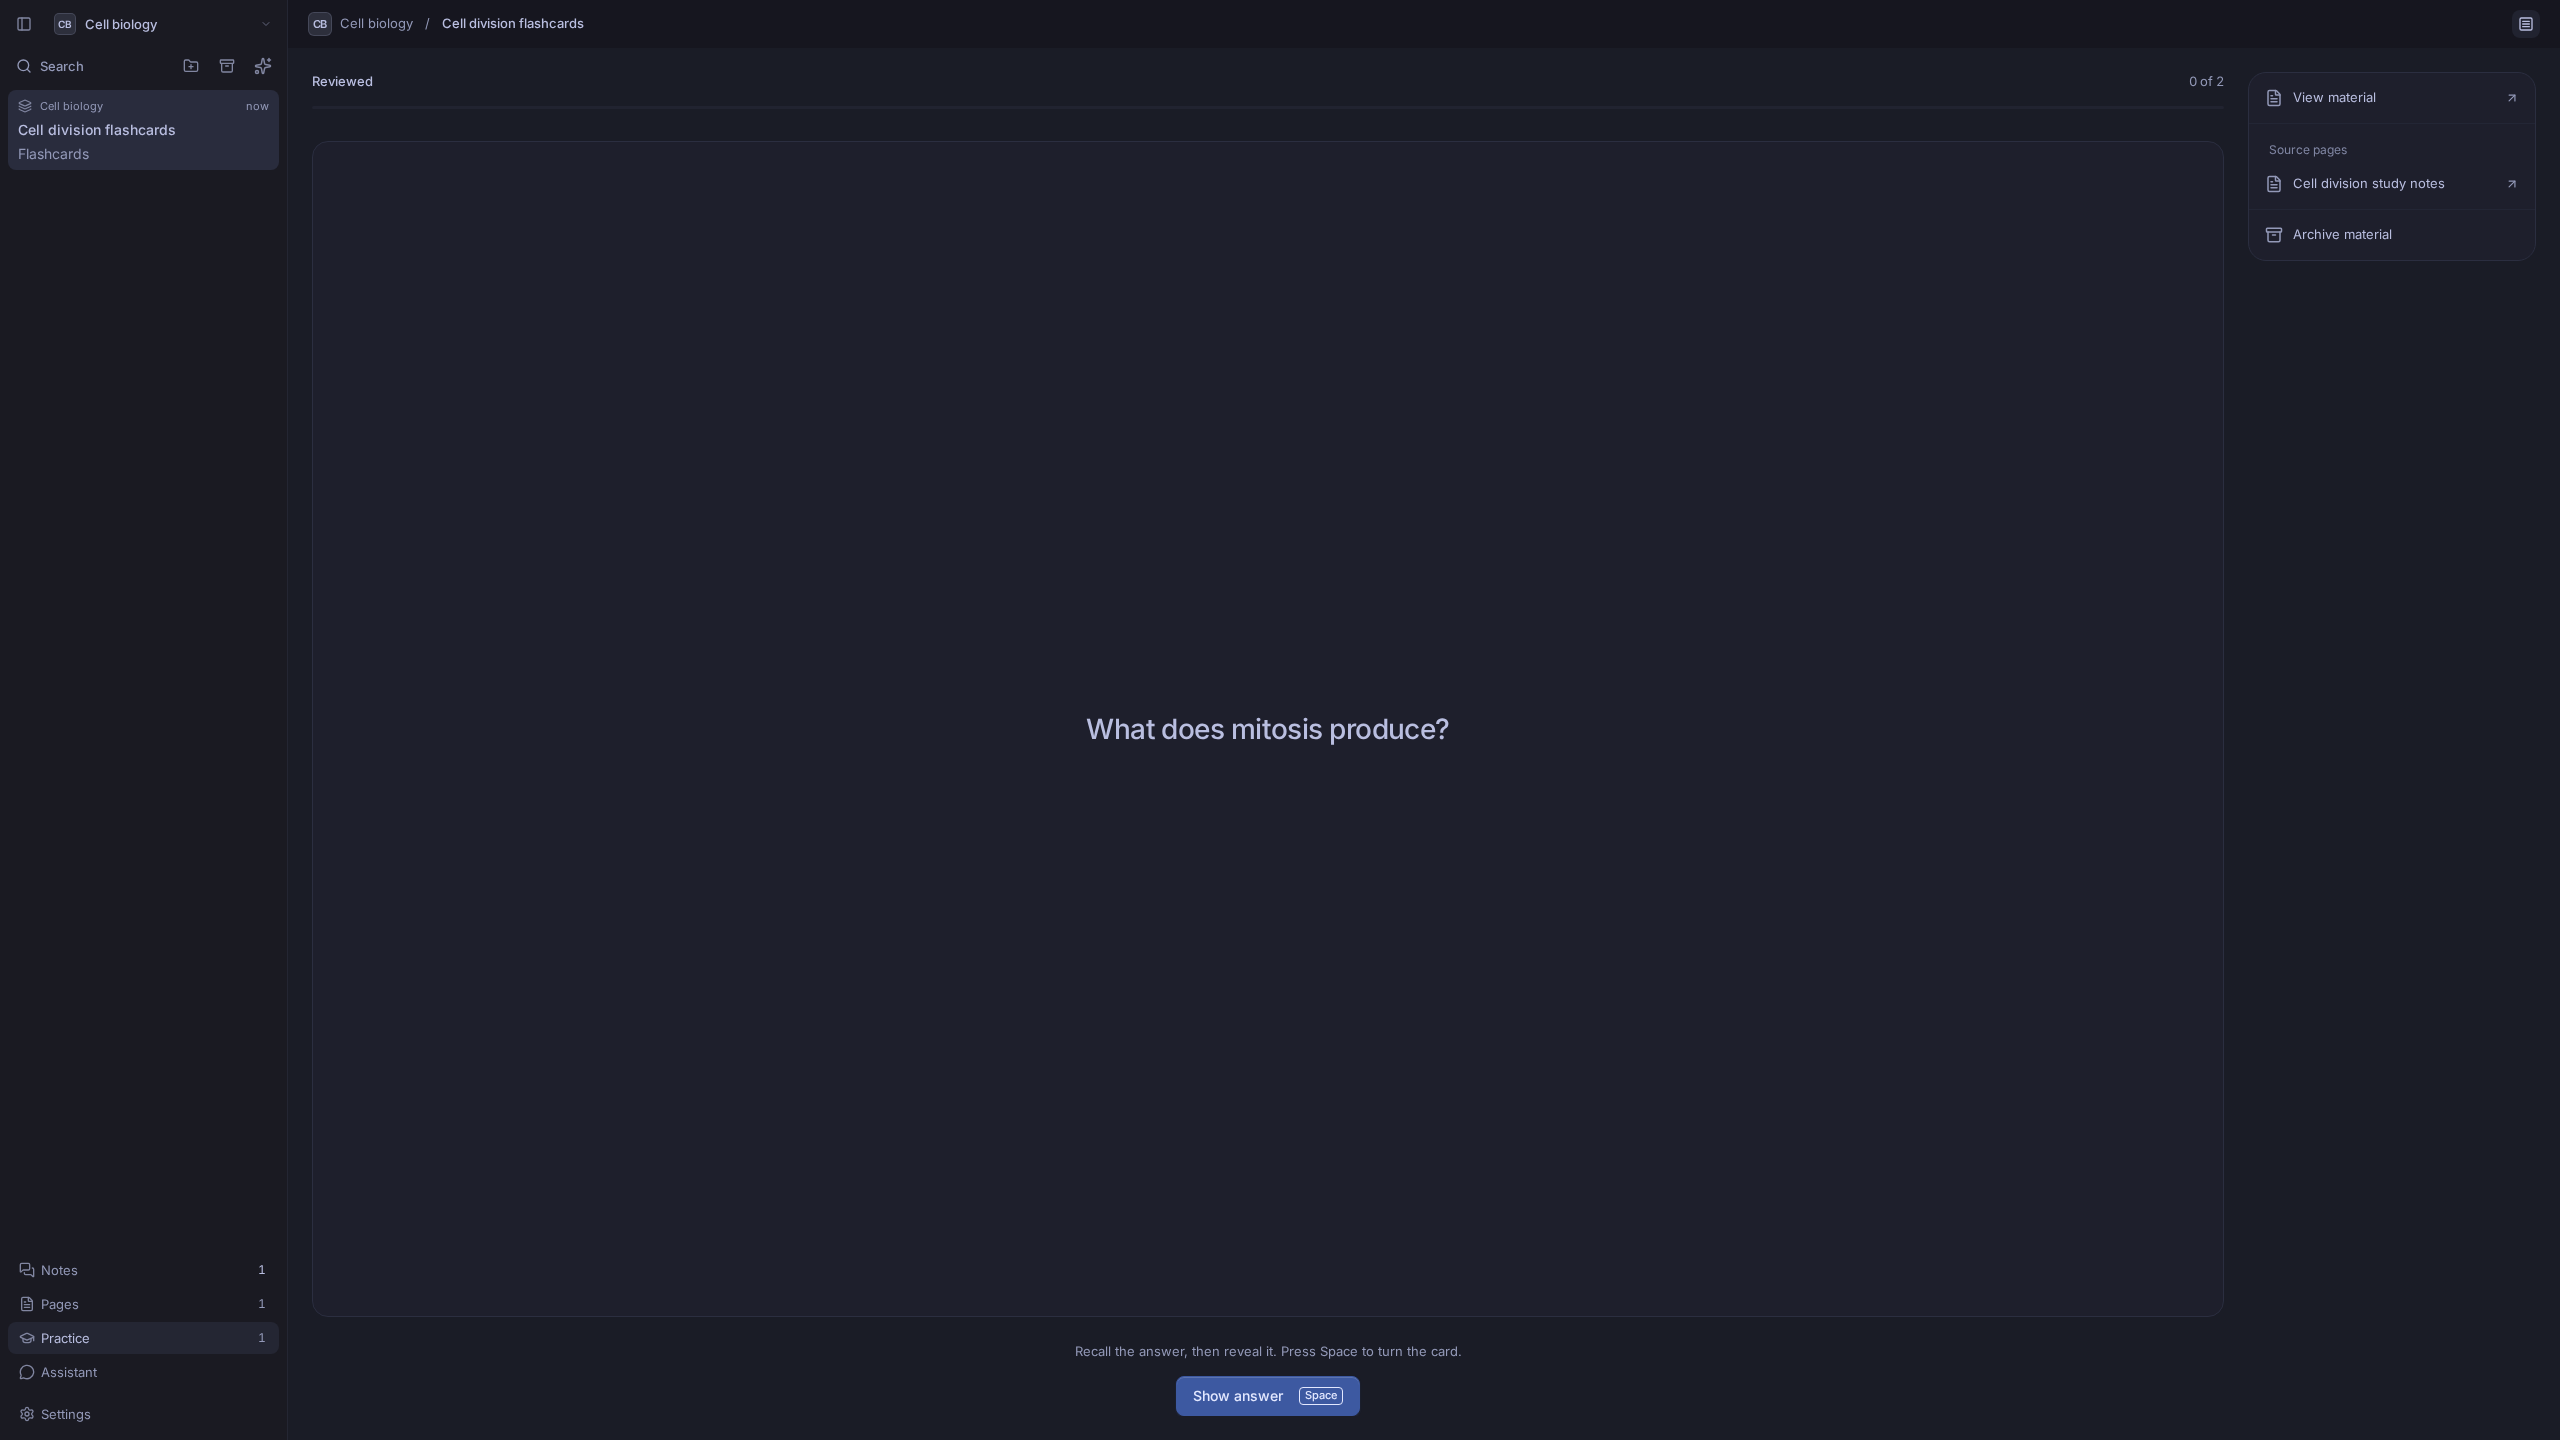 CB Cell biology
Search
Cell biology now
Cell division flashcards
Flashcards
Notes 1
Pages 1
Practice 1
Assistant
Settings
CB Cell biology / Cell division flashcards
Reviewed 0 of 2
What does mitosis produce?
Recall the answer, then reveal it. Press Space to turn the card.
Show answer Space
View material
Source pages
Cell division study notes
Archive material